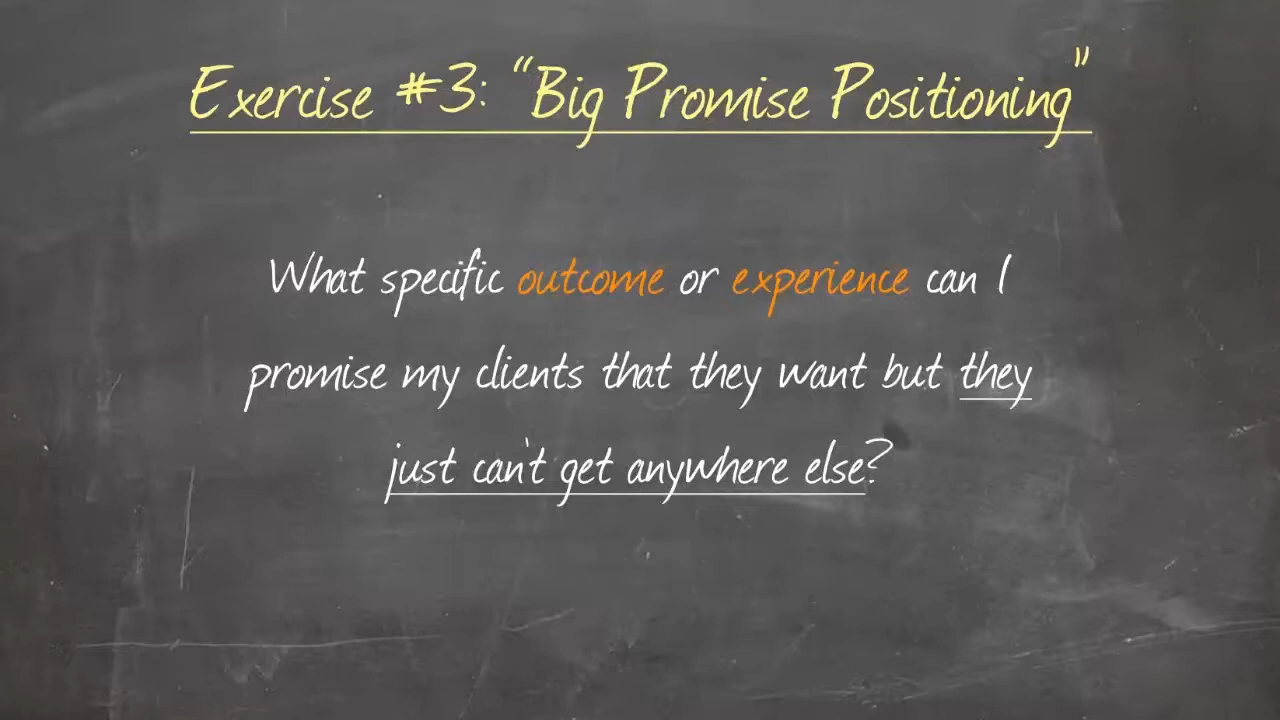 Exercise #3: "Big Promise Positioning"
What specific outcome or experience can I
promise my clients that they want but they
just can't get anywhere else?